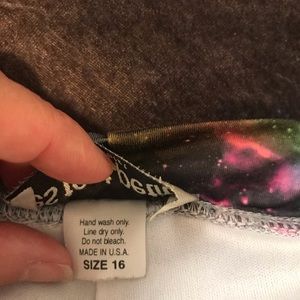 Hand wash only.
Line dry only.
Do not bleach.
MADE IN U.S.A.
SIZE 16